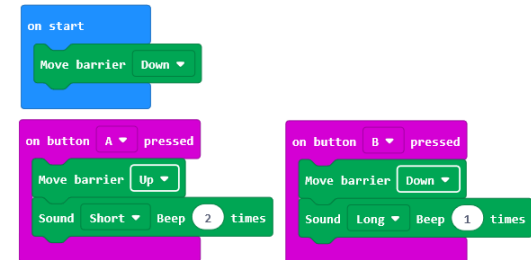 on start
Move barrier Down
on button A pressed
Move barrier Up
Sound Short Beep 2 times
on button B pressed
Move barrier Down
Sound Long Beep 1 times